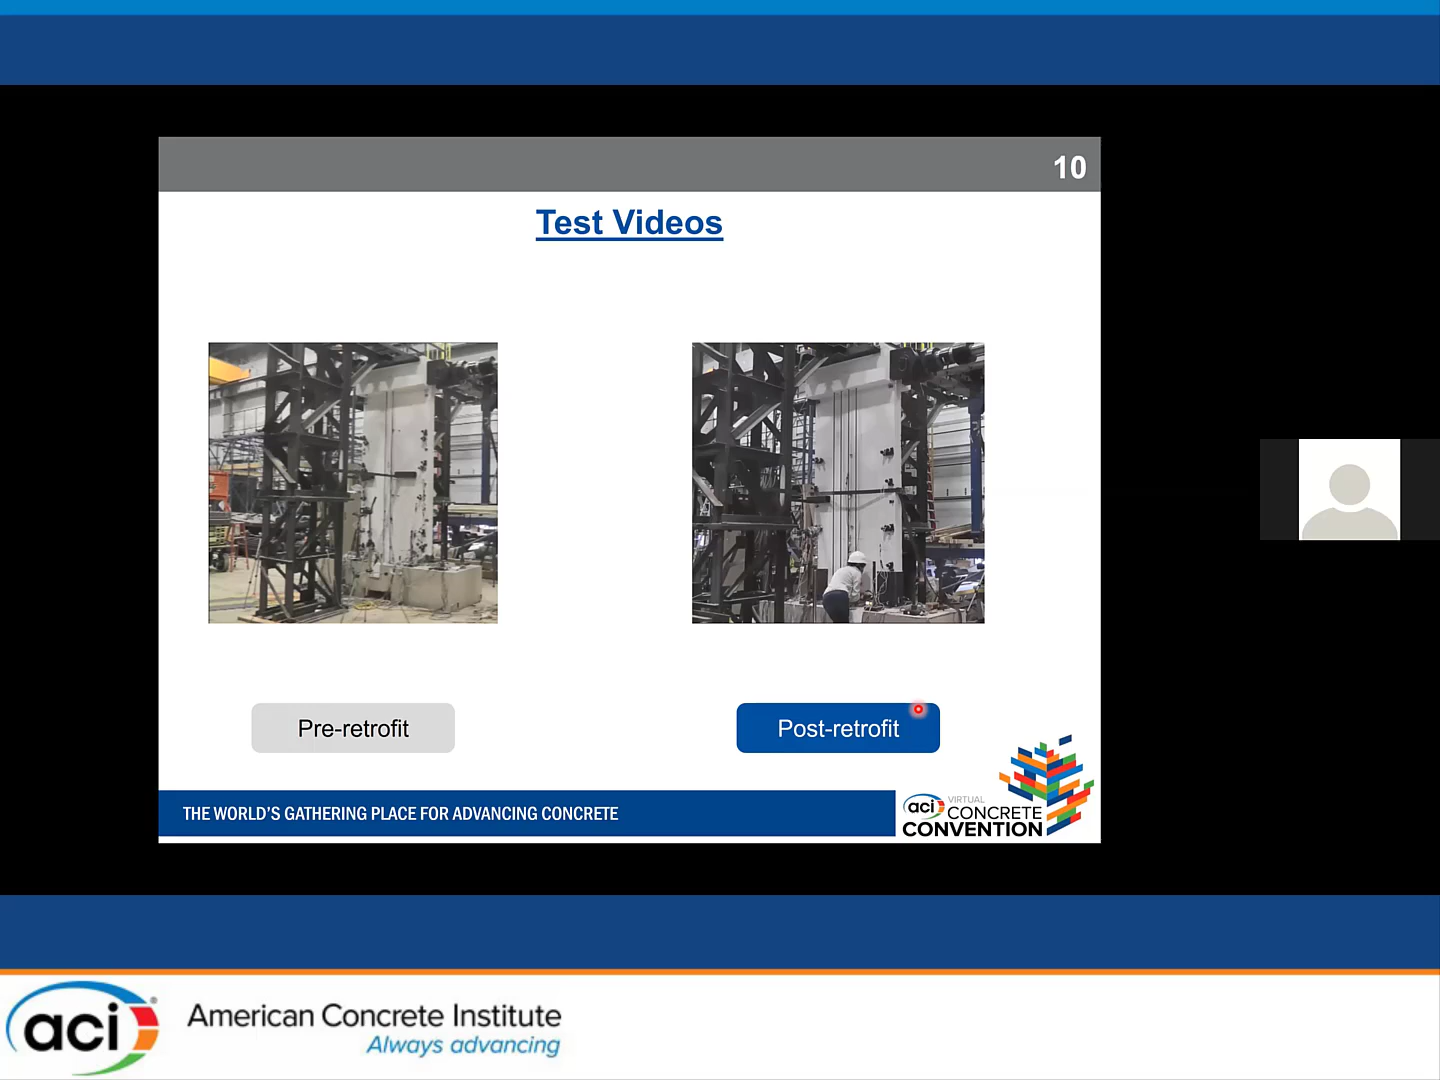 10
Test Videos
Pre-retrofit
Post-retrofit
THE WORLD'S GATHERING PLACE FOR ADVANCING CONCRETE
aci VIRTUAL
CONCRETE
CONVENTION
aci
American Concrete Institute
Always advancing